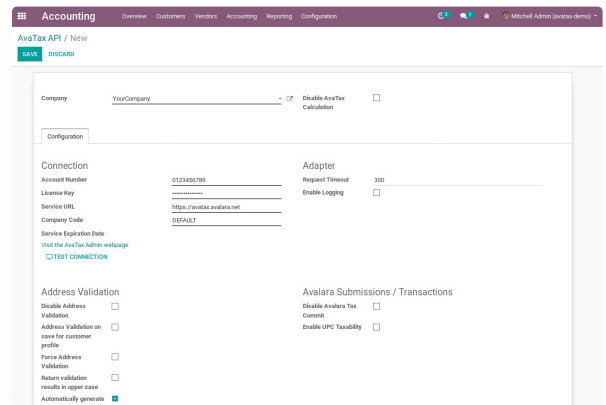 Accounting Overview Customers Vendors Accounting Reporting Configuration 2 1 Mitchell Admin (avatax-demo)
AvaTax API / New
SAVE DISCARD
Company YourCompany Disable AvaTax
Calculation
Configuration
Connection Adapter
Account Number 0123456789 Request Timeout 300
License Key ••••••••••••••• Enable Logging
Service URL https://avatax.avalara.net
Company Code DEFAULT
Service Expiration Date
Visit the AvaTax Admin webpage
TEST CONNECTION
Address Validation Avalara Submissions / Transactions
Disable Address Disable Avalara Tax
Validation Commit
Address Validation on Enable UPC Taxability
save for customer
profile
Force Address
Validation
Return validation
results in upper case
Automatically generate